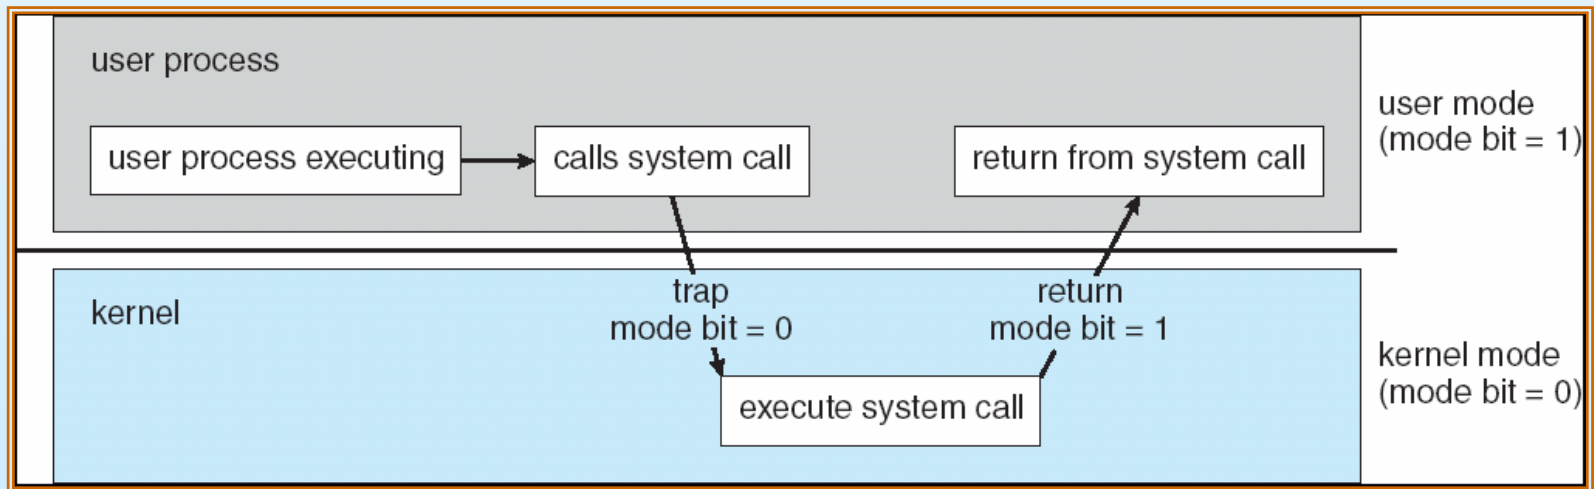 user process
user process executing
calls system call
return from system call
user mode
(mode bit = 1)
kernel
trap
mode bit = 0
return
mode bit = 1
execute system call
kernel mode
(mode bit = 0)